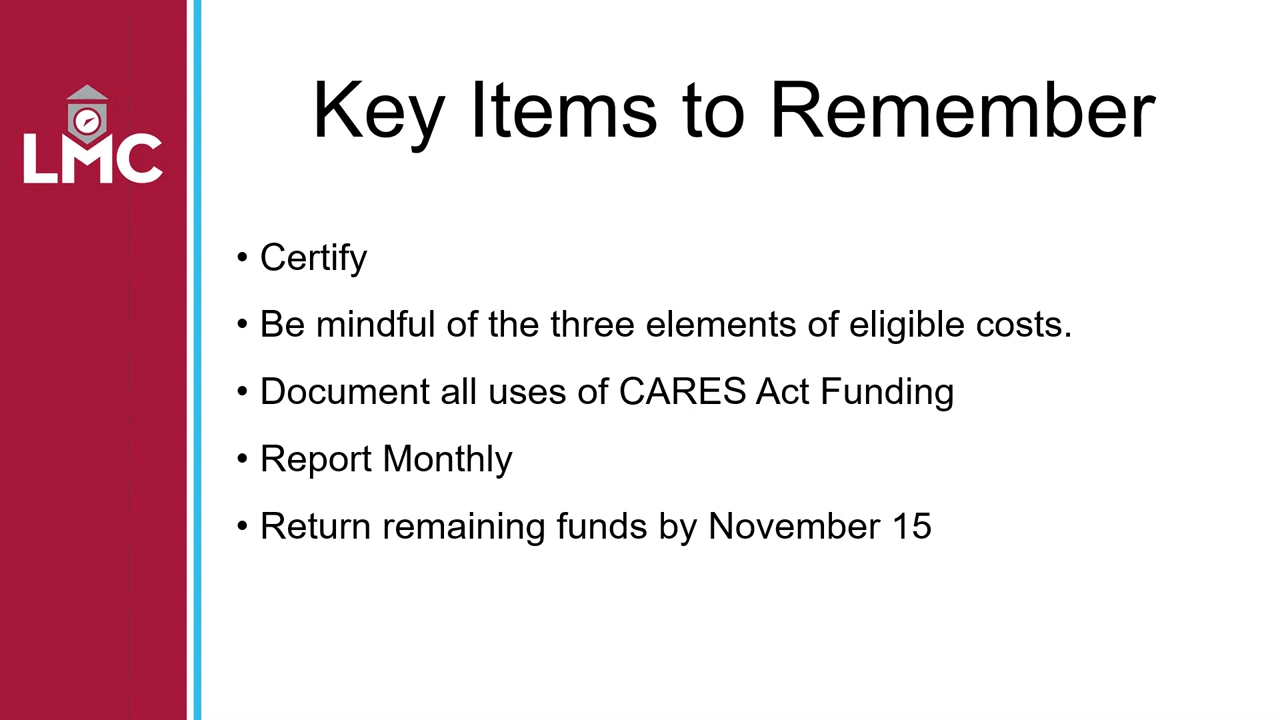 LMC
Key Items to Remember
• Certify
• Be mindful of the three elements of eligible costs.
• Document all uses of CARES Act Funding
• Report Monthly
• Return remaining funds by November 15